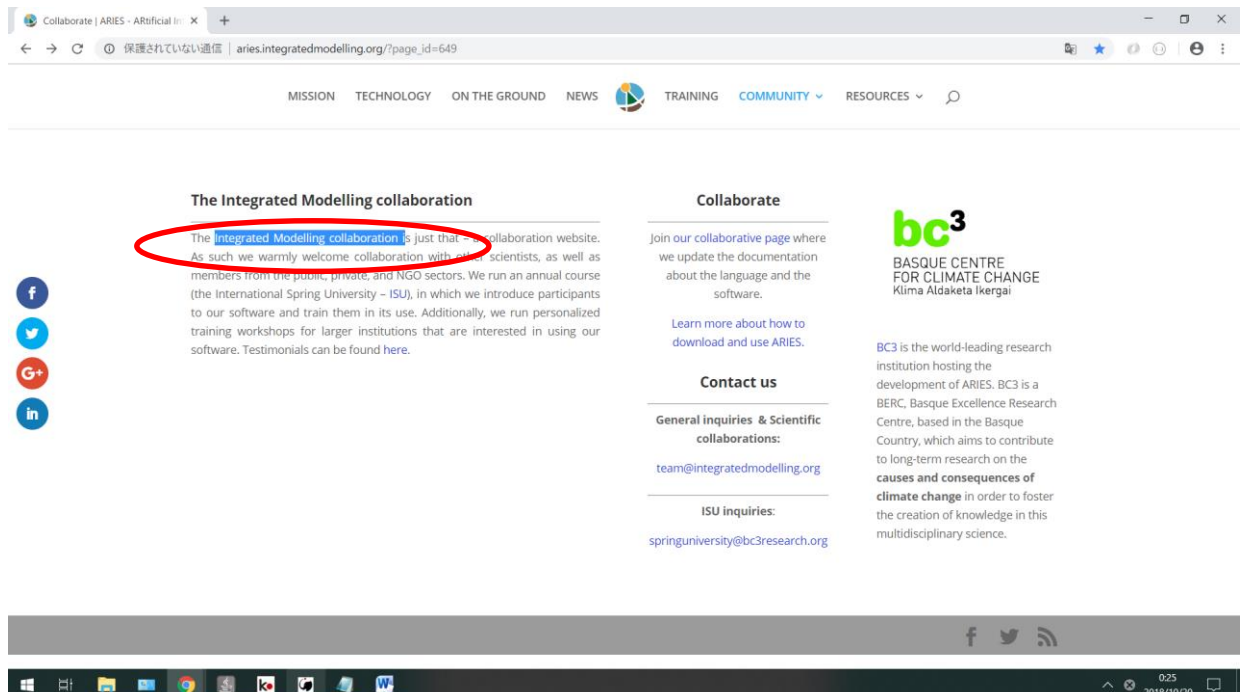 Collaborate | ARIES - ARtificial In
保護されていない通信 | aries.integratedmodelling.org/?page_id=649
MISSION TECHNOLOGY ON THE GROUND NEWS TRAINING COMMUNITY RESOURCES
The Integrated Modelling collaboration
The Integrated Modelling collaboration is just that – a collaboration website.
As such we warmly welcome collaboration with other scientists, as well as
members from the public, private, and NGO sectors. We run an annual course
(the International Spring University – ISU), in which we introduce participants
to our software and train them in its use. Additionally, we run personalized
training workshops for larger institutions that are interested in using our
software. Testimonials can be found here.
Collaborate
Join our collaborative page where
we update the documentation
about the language and the
software.
Learn more about how to
download and use ARIES.
Contact us
General inquiries & Scientific
collaborations:
team@integratedmodelling.org
ISU inquiries:
springuniversity@bc3research.org
bc3
BASQUE CENTRE
FOR CLIMATE CHANGE
Klima Aldaketa Ikergai
BC3 is the world-leading research
institution hosting the
development of ARIES. BC3 is a
BERC, Basque Excellence Research
Centre, based in the Basque
Country, which aims to contribute
to long-term research on the
causes and consequences of
climate change in order to foster
the creation of knowledge in this
multidisciplinary science.
f
G+
in
0:25